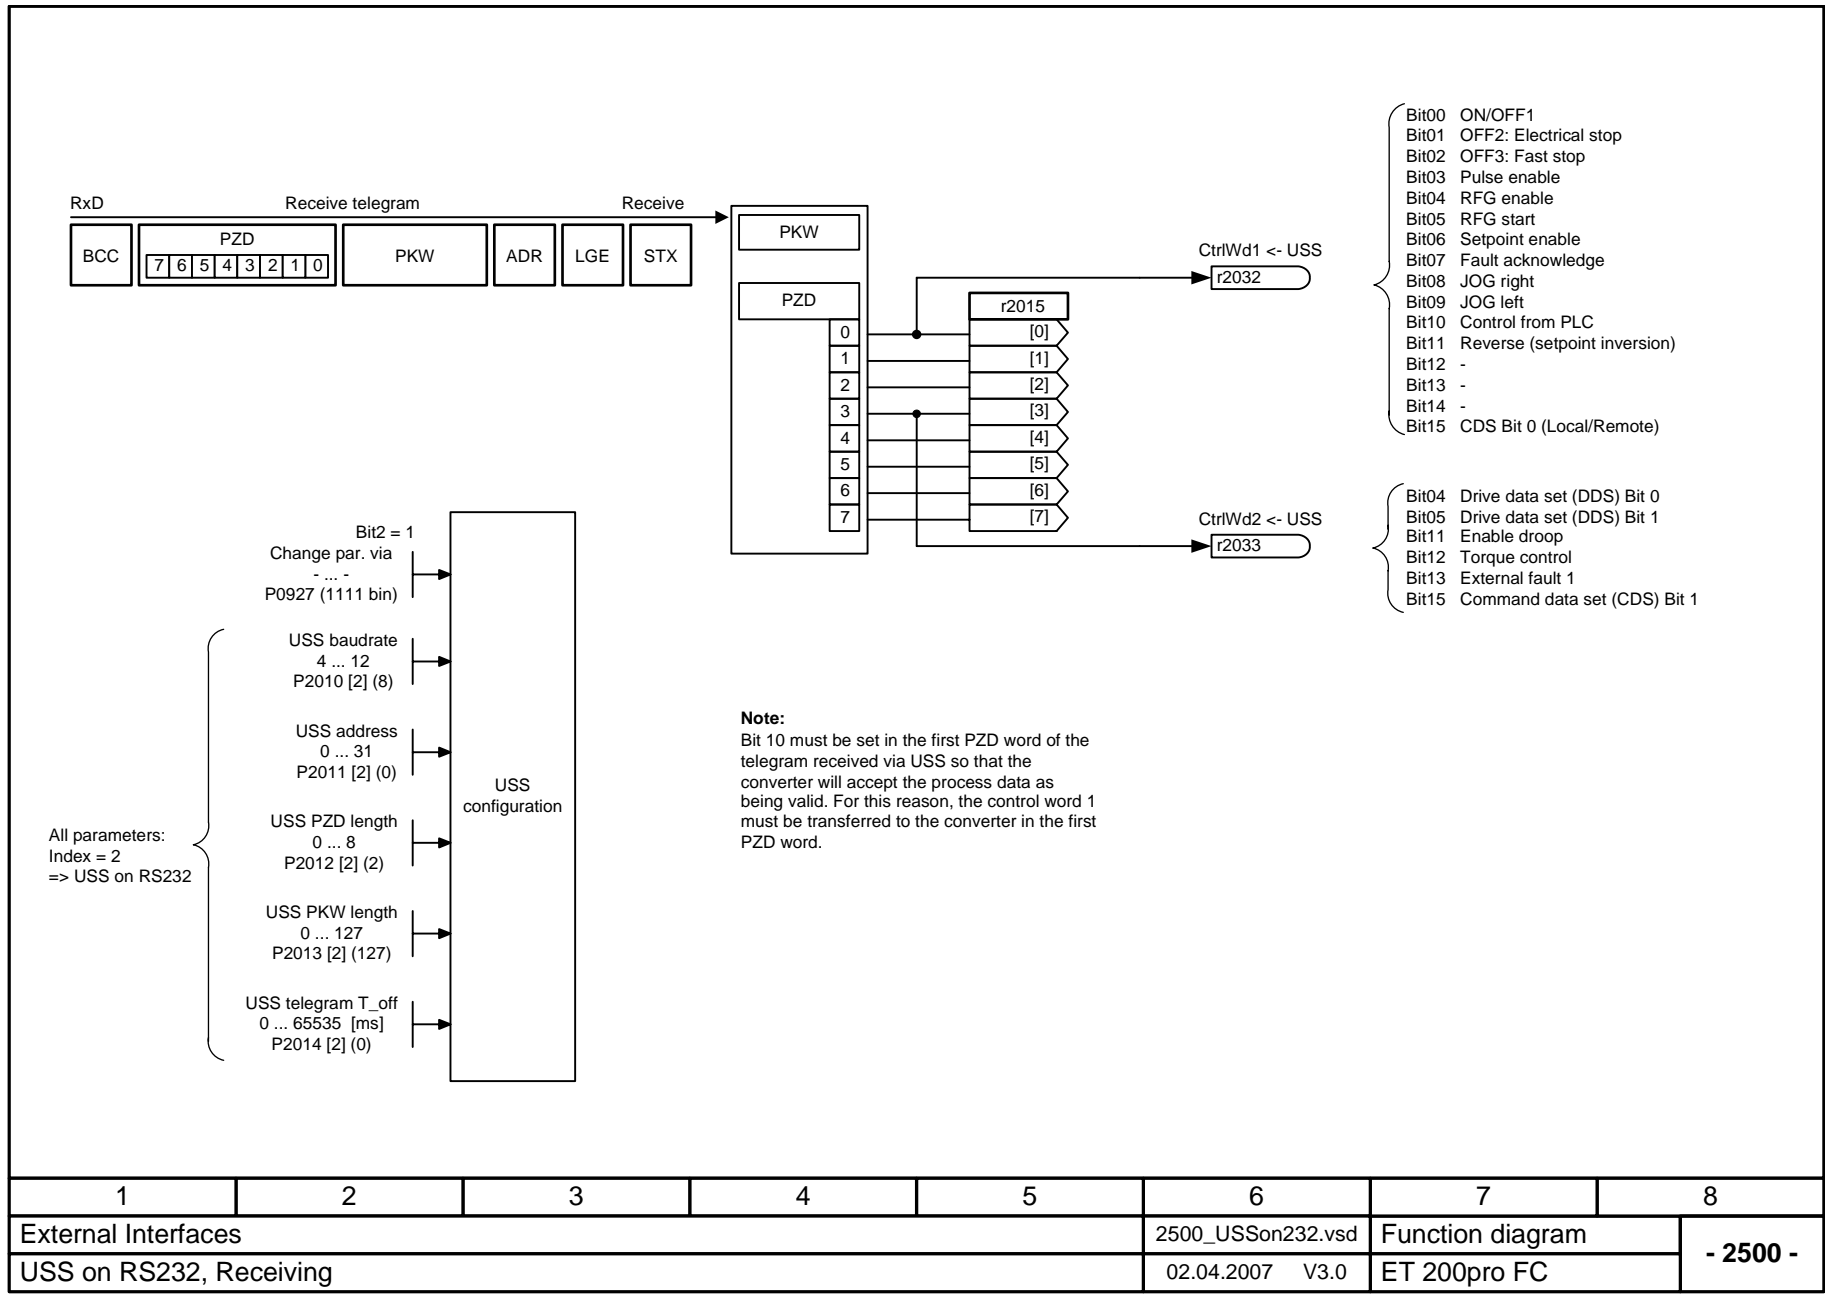 RxD Receive telegram Receive
BCC
PZD
7 6 5 4 3 2 1 0
PKW
ADR
LGE
STX
PKW
PZD
0
1
2
3
4
5
6
7
r2015
[0]
[1]
[2]
[3]
[4]
[5]
[6]
[7]
CtrlWd1 <- USS
r2032
Bit00 ON/OFF1
Bit01 OFF2: Electrical stop
Bit02 OFF3: Fast stop
Bit03 Pulse enable
Bit04 RFG enable
Bit05 RFG start
Bit06 Setpoint enable
Bit07 Fault acknowledge
Bit08 JOG right
Bit09 JOG left
Bit10 Control from PLC
Bit11 Reverse (setpoint inversion)
Bit12 -
Bit13 -
Bit14 -
Bit15 CDS Bit 0 (Local/Remote)
CtrlWd2 <- USS
r2033
Bit04 Drive data set (DDS) Bit 0
Bit05 Drive data set (DDS) Bit 1
Bit11 Enable droop
Bit12 Torque control
Bit13 External fault 1
Bit15 Command data set (CDS) Bit 1
Bit2 = 1
Change par. via
- ... -
P0927 (1111 bin)
USS baudrate
4 ... 12
P2010 [2] (8)
USS address
0 ... 31
P2011 [2] (0)
USS PZD length
0 ... 8
P2012 [2] (2)
USS PKW length
0 ... 127
P2013 [2] (127)
USS telegram T_off
0 ... 65535 [ms]
P2014 [2] (0)
All parameters:
Index = 2
=> USS on RS232
USS
configuration
Note:
Bit 10 must be set in the first PZD word of the
telegram received via USS so that the
converter will accept the process data as
being valid. For this reason, the control word 1
must be transferred to the converter in the first
PZD word.
1 2 3 4 5 6 7 8
External Interfaces
2500_USSon232.vsd
Function diagram
- 2500 -
USS on RS232, Receiving
02.04.2007 V3.0
ET 200pro FC